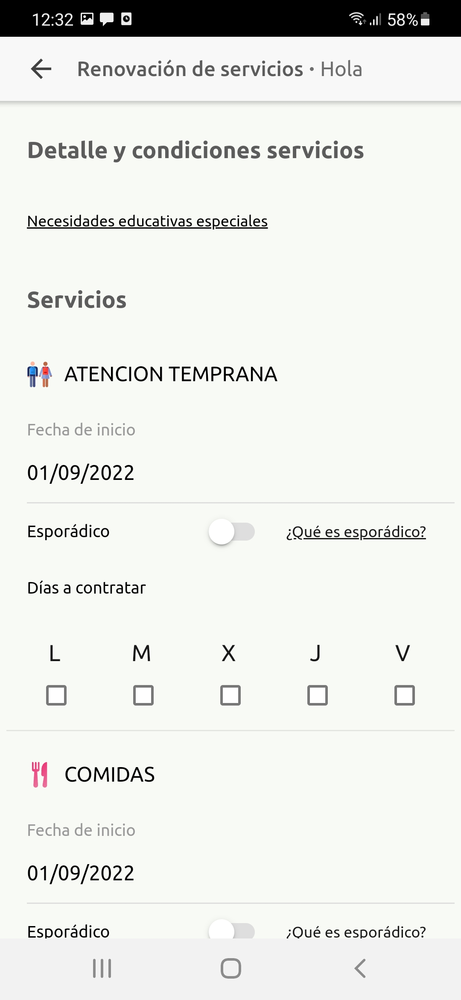 12:32 58%
Renovación de servicios • Hola
Detalle y condiciones servicios
Necesidades educativas especiales
Servicios
ATENCION TEMPRANA
Fecha de inicio
01/09/2022
Esporádico ¿Qué es esporádico?
Días a contratar
L M X J V
COMIDAS
Fecha de inicio
01/09/2022
Esporádico ¿Qué es esporádico?